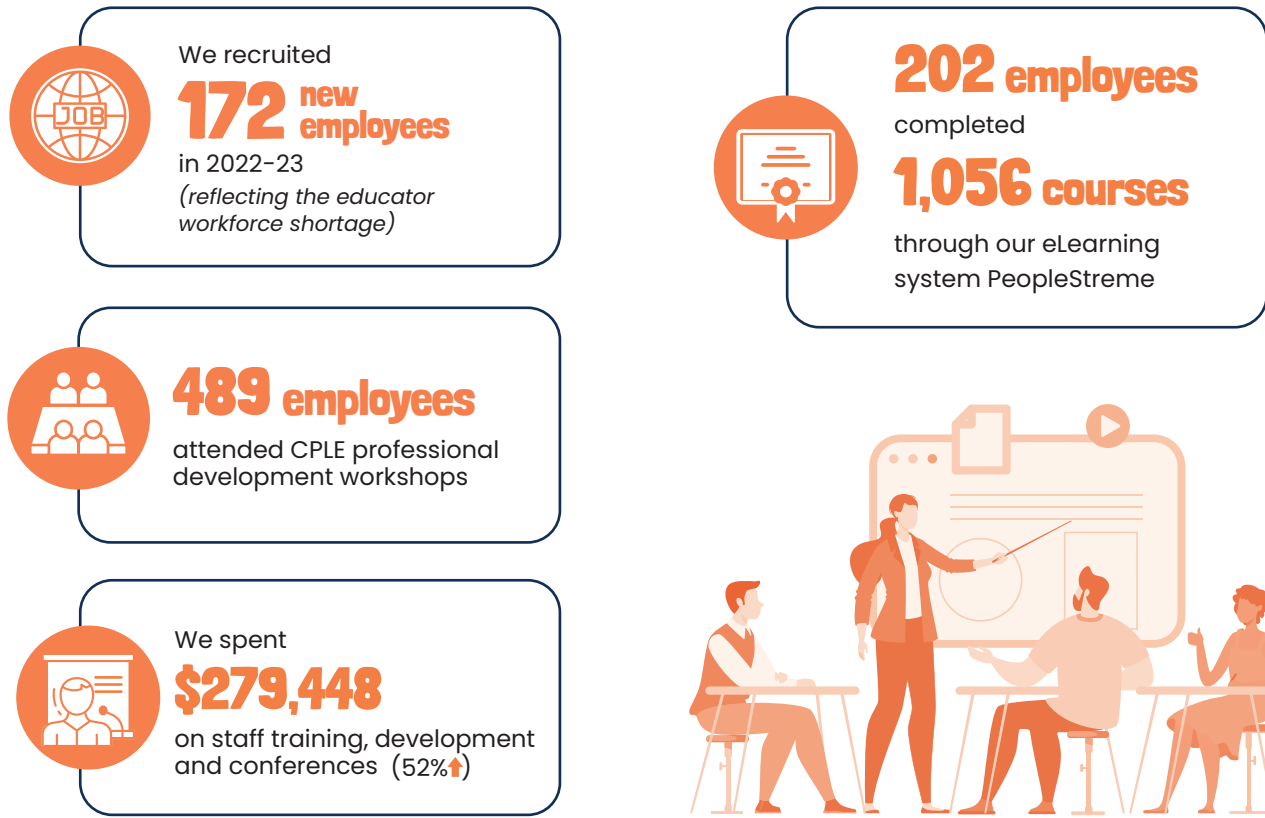 We recruited
172 new employees
in 2022-23
(reflecting the educator
workforce shortage)
JOB
489 employees
attended CPLE professional
development workshops
We spent
$279,448
on staff training, development
and conferences (52%⬆)
202 employees
completed
1,056 courses
through our eLearning
system PeopleStreme